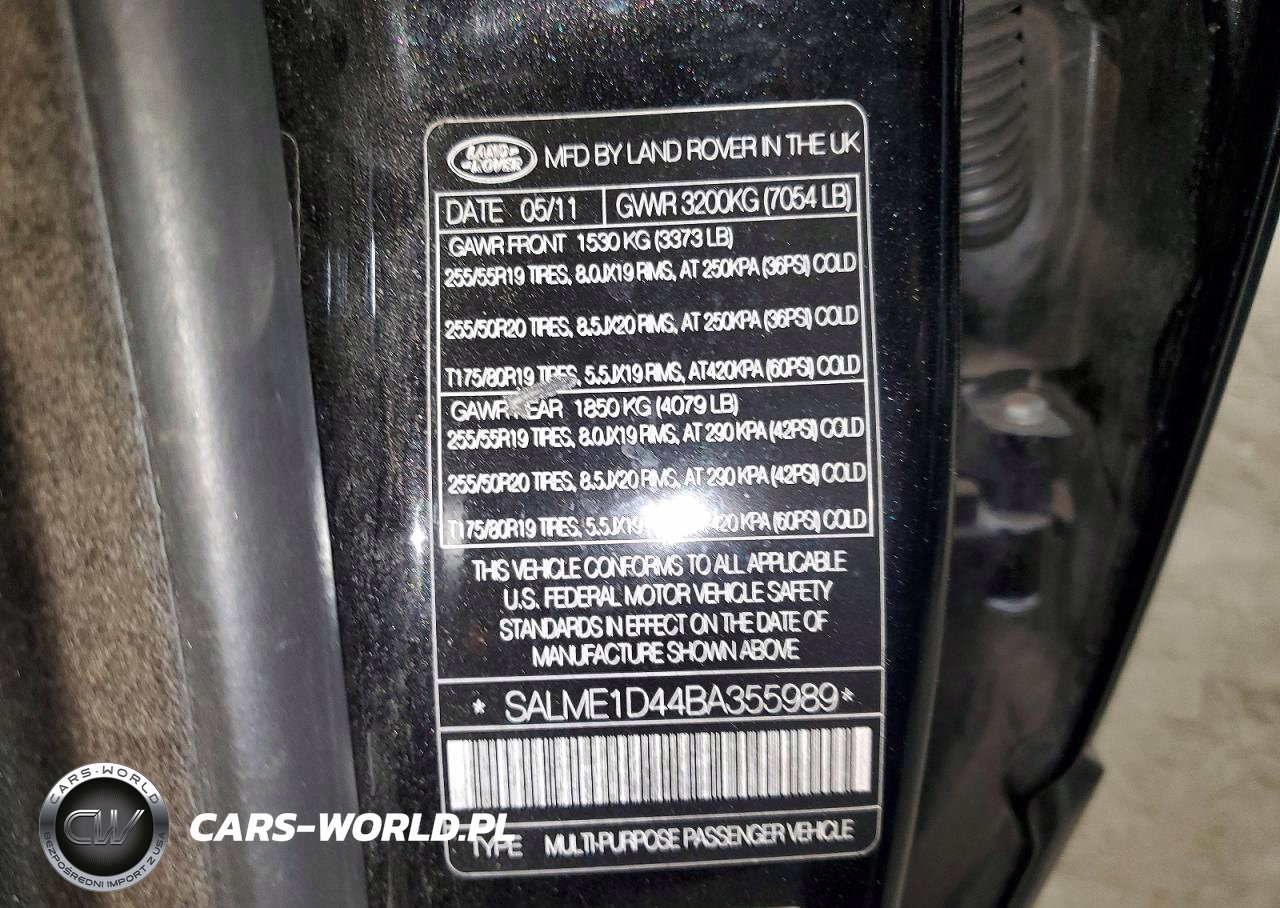 LAND ROVER MFD BY LAND ROVER IN THE UK
DATE 05/11 GVWR 3200KG (7054 LB)
GAWR FRONT 1530 KG (3373 LB)
255/55R19 TIRES, 8.0JX19 RIMS, AT 250KPA (36PSI) COLD
255/50R20 TIRES, 8.5JX20 RIMS, AT 250KPA (36PSI) COLD
T175/80R19 TIRES, 5.5JX19 RIMS, AT420KPA (60PSI) COLD
GAWR REAR 1850 KG (4079 LB)
255/55R19 TIRES, 8.0JX19 RIMS, AT 290 KPA (42PSI) COLD
255/50R20 TIRES, 8.5JX20 RIMS, AT 290 KPA (42PSI) COLD
T175/80R19 TIRES, 5.5JX19 420 KPA (60PSI) COLD
THIS VEHICLE CONFORMS TO ALL APPLICABLE
U.S. FEDERAL MOTOR VEHICLE SAFETY
STANDARDS IN EFFECT ON THE DATE OF
MANUFACTURE SHOWN ABOVE
* SALME1D44BA355989 *
TYPE MULTI-PURPOSE PASSENGER VEHICLE
CARS-WORLD
CW
BEZPOŚREDNI IMPORT Z USA
CARS-WORLD.PL